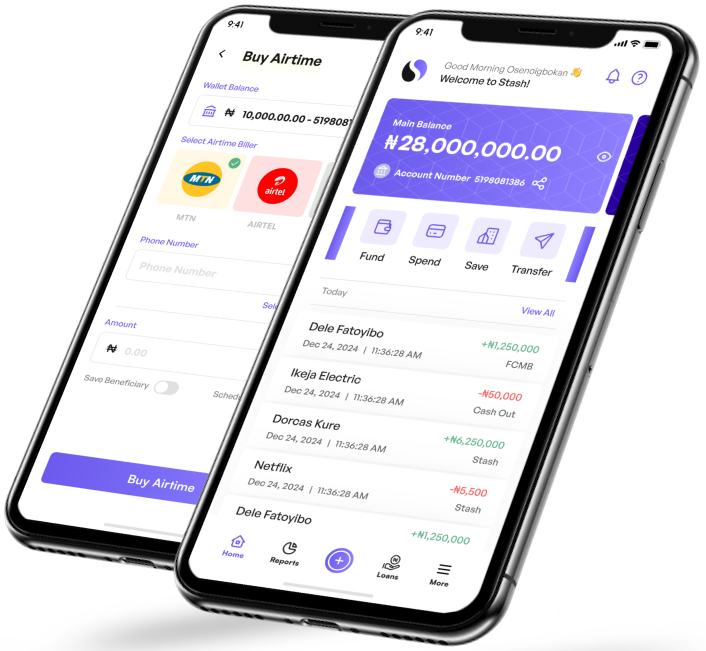 9:41
Buy Airtime
Wallet Balance
₦ 10,000.00.00 - 5198081
Select Airtime Biller
MTN
airtel
MTN
AIRTEL
Phone Number
Phone Number
Amount
₦ 0.00
Save Beneficiary
Buy Airtime
9:41
Good Morning Osenoigbokan 👋
Welcome to Stash!
Main Balance
₦28,000,000.00
Account Number 5198081386
Fund
Spend
Save
Transfer
Today
View All
Dele Fatoyibo
+₦1,250,000
Dec 24, 2024 | 11:36:28 AM
FCMB
Ikeja Electric
-₦50,000
Dec 24, 2024 | 11:36:28 AM
Cash Out
Dorcas Kure
+₦6,250,000
Dec 24, 2024 | 11:36:28 AM
Stash
Netflix
-₦5,500
Dec 24, 2024 | 11:36:28 AM
Stash
Dele Fatoyibo
+₦1,250,000
Home
Reports
Loans
More